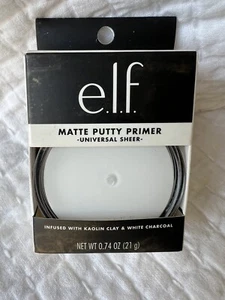 e.l.f.
MATTE PUTTY PRIMER
-UNIVERSAL SHEER-
INFUSED WITH KAOLIN CLAY & WHITE CHARCOAL
NET WT 0.74 OZ (21 g)